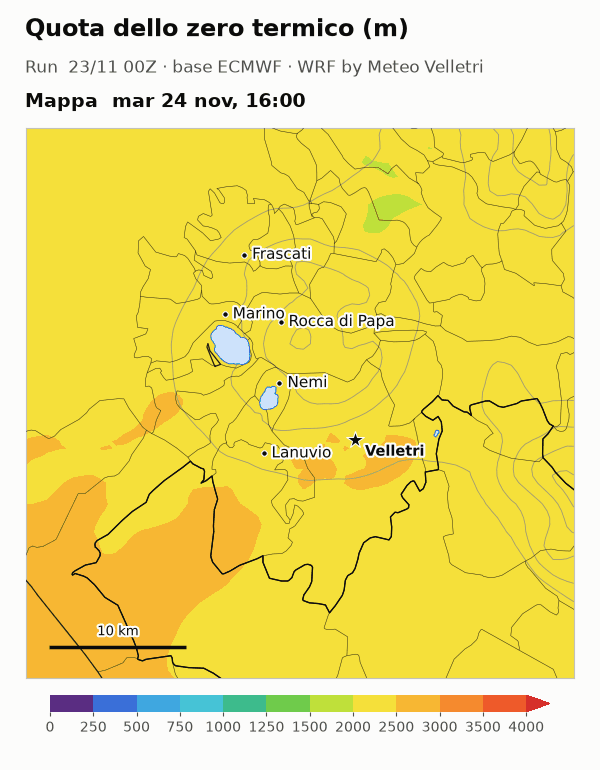 Quota dello zero termico (m)
Run  23/11 00Z · base ECMWF · WRF by Meteo Velletri
Mappa  mar 24 nov, 16:00
Frascati
Marino
Rocca di Papa
Nemi
Lanuvio
Velletri
10 km
0 250 500 750 1000 1250 1500 2000 2500 3000 3500 4000